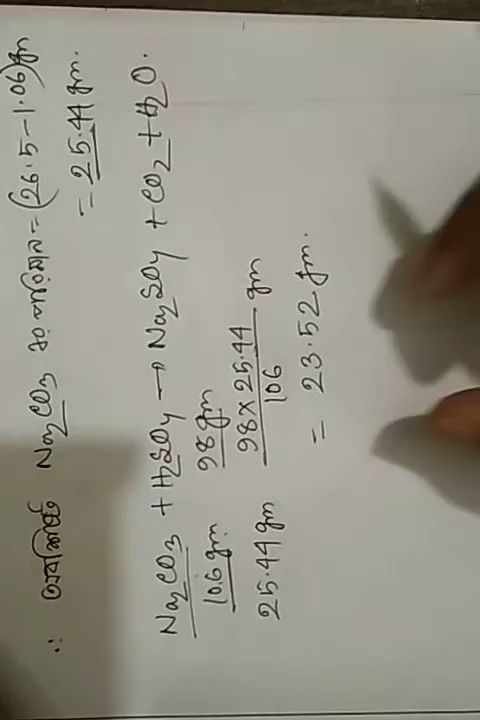 ∴ অবশিষ্ট Na₂CO₃ এর পরিমাণ = (26.5 - 1.06) gm
= 25.44 gm.
Na₂CO₃ + H₂SO₄ → Na₂SO₄ + CO₂ + H₂O.
106 gm. 98 gm
25.44 gm 98 × 25.44 / 106 gm
= 23.52 gm.